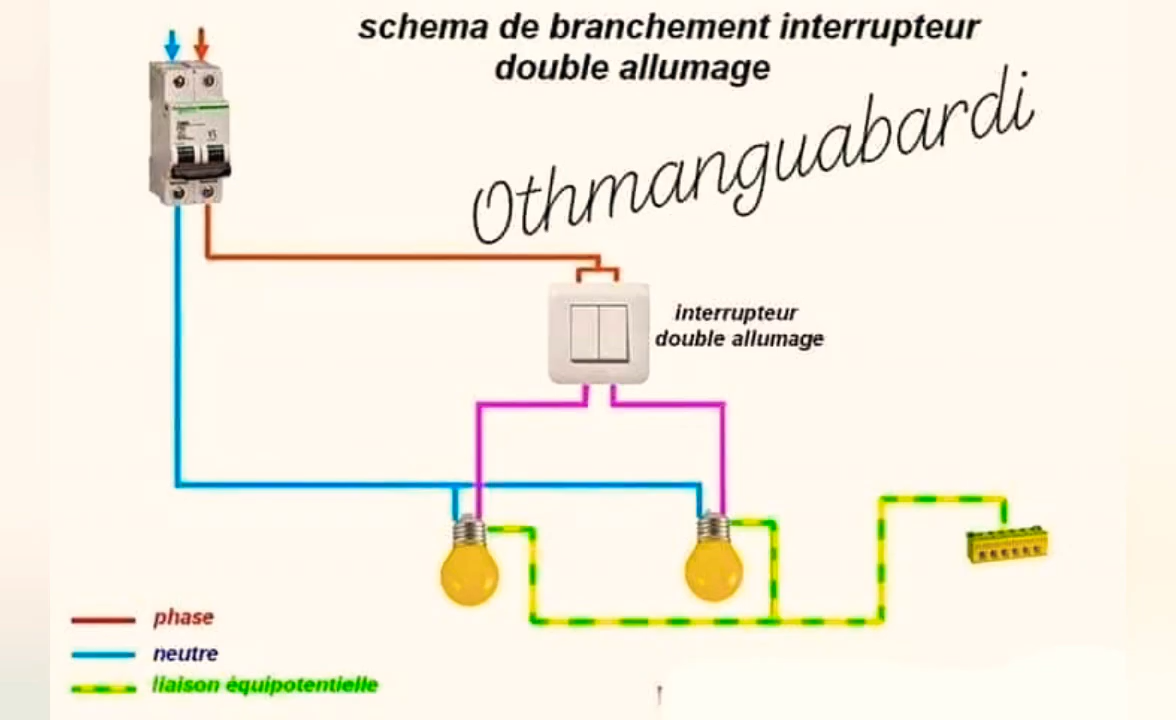 schema de branchement interrupteur
double allumage
Othmanguabardi
interrupteur
double allumage
phase
neutre
liaison équipotentielle